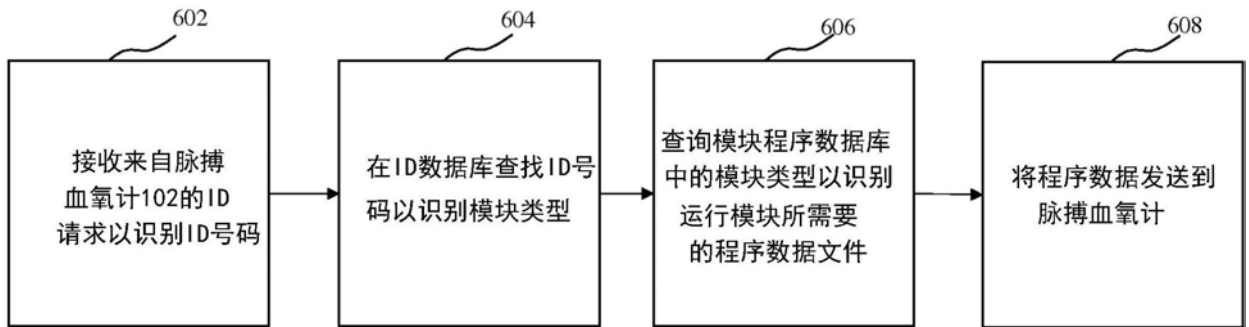 602
接收来自脉搏
血氧计102的ID
请求以识别ID号码
604
在ID数据库查找ID号
码以识别模块类型
606
查询模块程序数据库
中的模块类型以识别
运行模块所需要
的程序数据文件
608
将程序数据发送到
脉搏血氧计